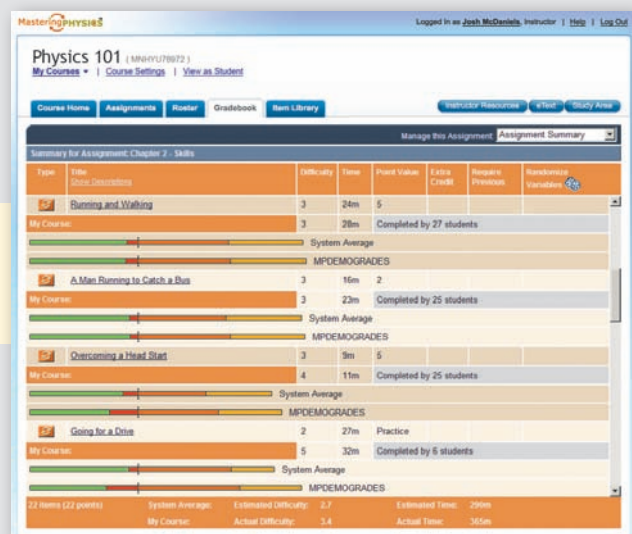 MasteringPHYSICS
Logged in as Josh McDaniels, Instructor | Help | Log Out
Physics 101 ( MNHYU78972 )
My Courses | Course Settings | View as Student
Course Home Assignments Roster Gradebook Item Library Instructor Resources eText Study Area
Manage this Assignment: Assignment Summary
Summary for Assignment: Chapter 2 - Skills
Type Title Difficulty Time Point Value Extra Credit Require Previous Randomize Variables
Show Descriptions
Running and Walking 3 24m 5
My Course: 3 28m Completed by 27 students
System Average
MPDEMOGRADES
A Man Running to Catch a Bus 3 16m 2
My Course: 3 23m Completed by 25 students
System Average
MPDEMOGRADES
Overcoming a Head Start 3 9m 5
My Course: 4 11m Completed by 25 students
System Average
MPDEMOGRADES
Going for a Drive 2 27m Practice
My Course: 5 32m Completed by 6 students
System Average
MPDEMOGRADES
22 items (22 points) System Average: Estimated Difficulty: 2.7 Estimated Time: 299m
My Course: Actual Difficulty: 3.4 Actual Time: 365m